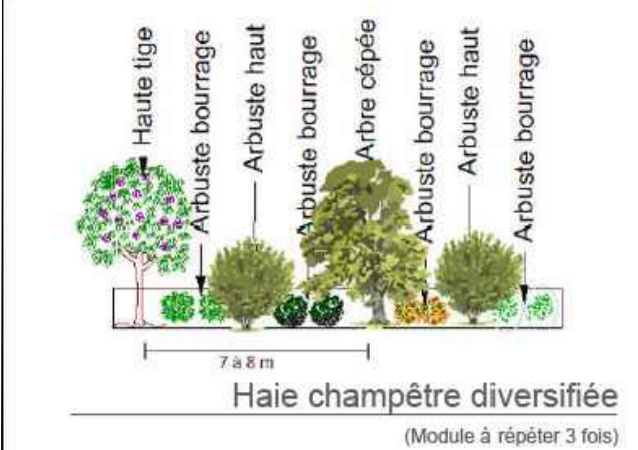 Haute tige
Arbuste bourrage
Arbuste haut
Arbuste bourrage
Arbre cépée
Arbuste bourrage
Arbuste haut
Arbuste bourrage
7 à 8 m
Haie champêtre diversifiée
(Module à répéter 3 fois)